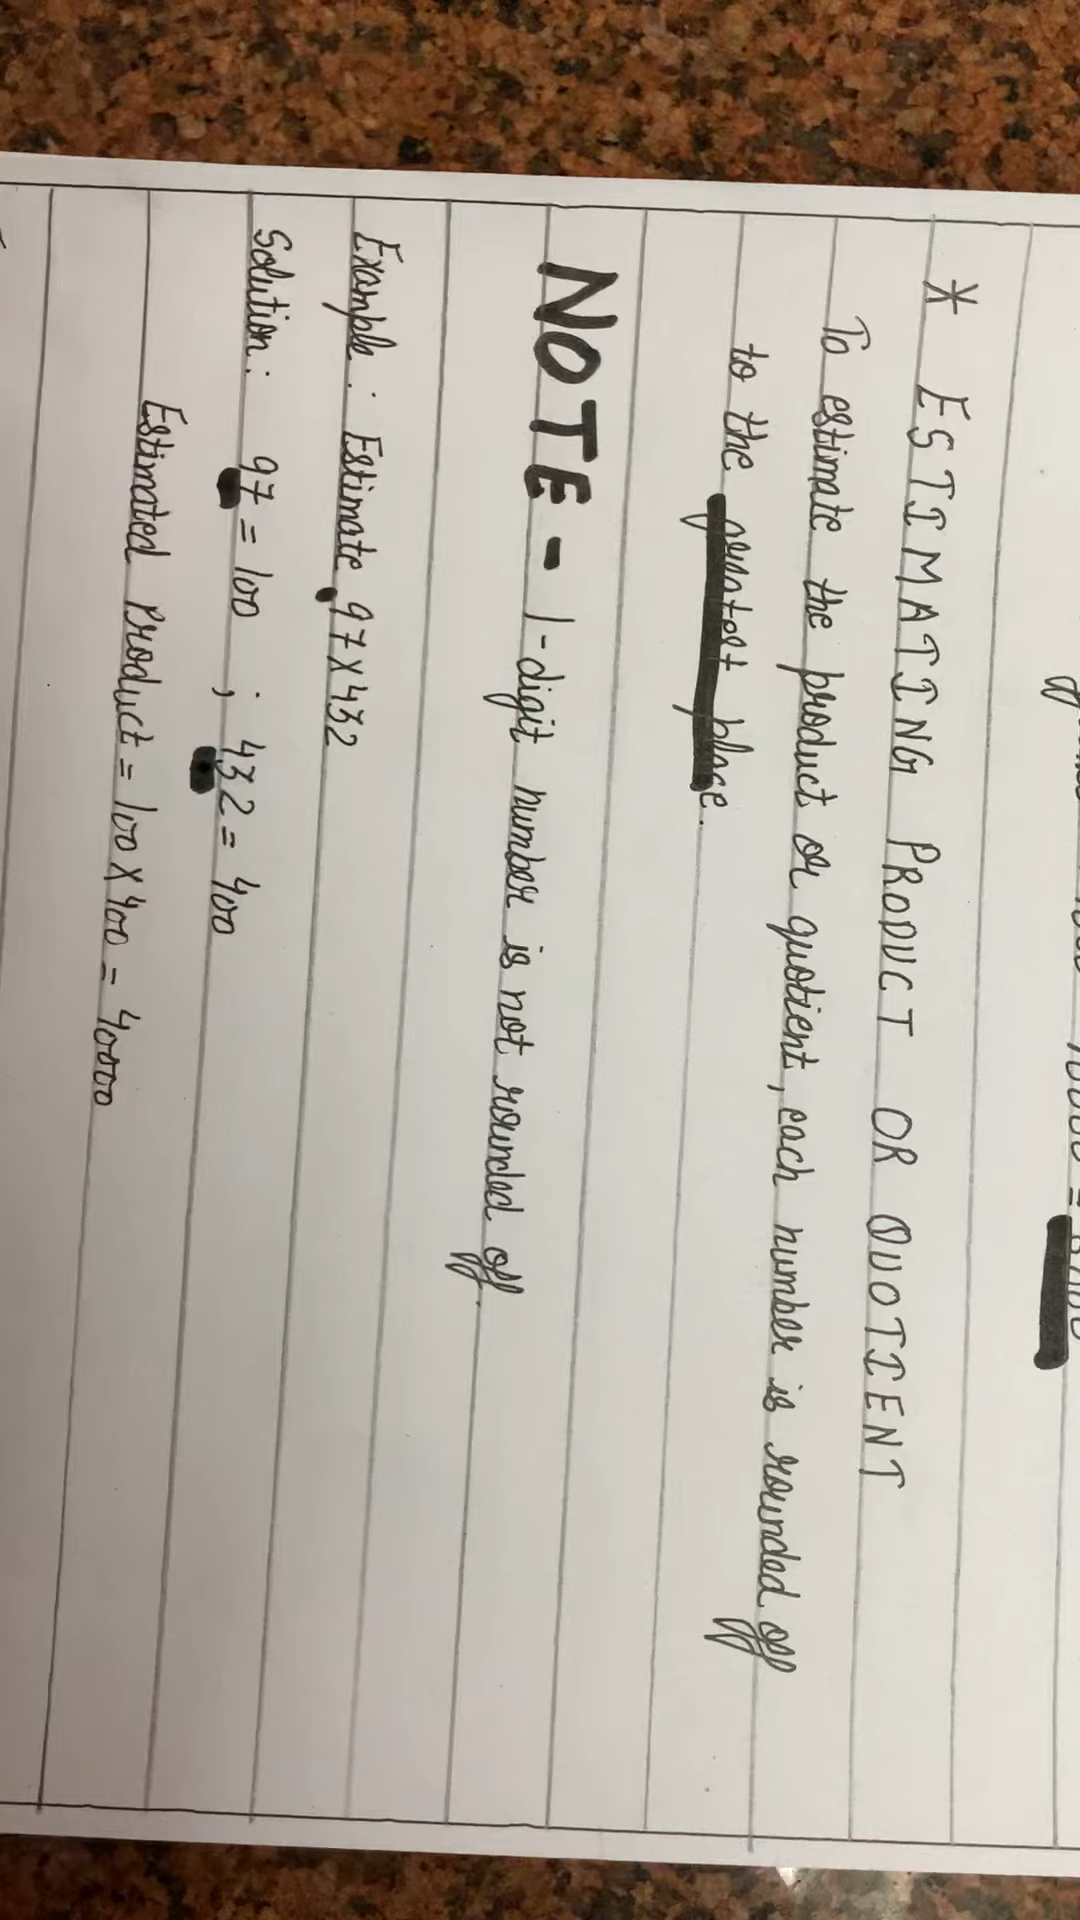 * ESTIMATING PRODUCT OR QUOTIENT
To estimate the product or quotient, each number is rounded off
to the greatest place.
NOTE - 1-digit number is not rounded off.
Example : Estimate 97 X 432
Solution : 97 = 100 ; 432 = 400
Estimated Product = 100 X 400 = 40000